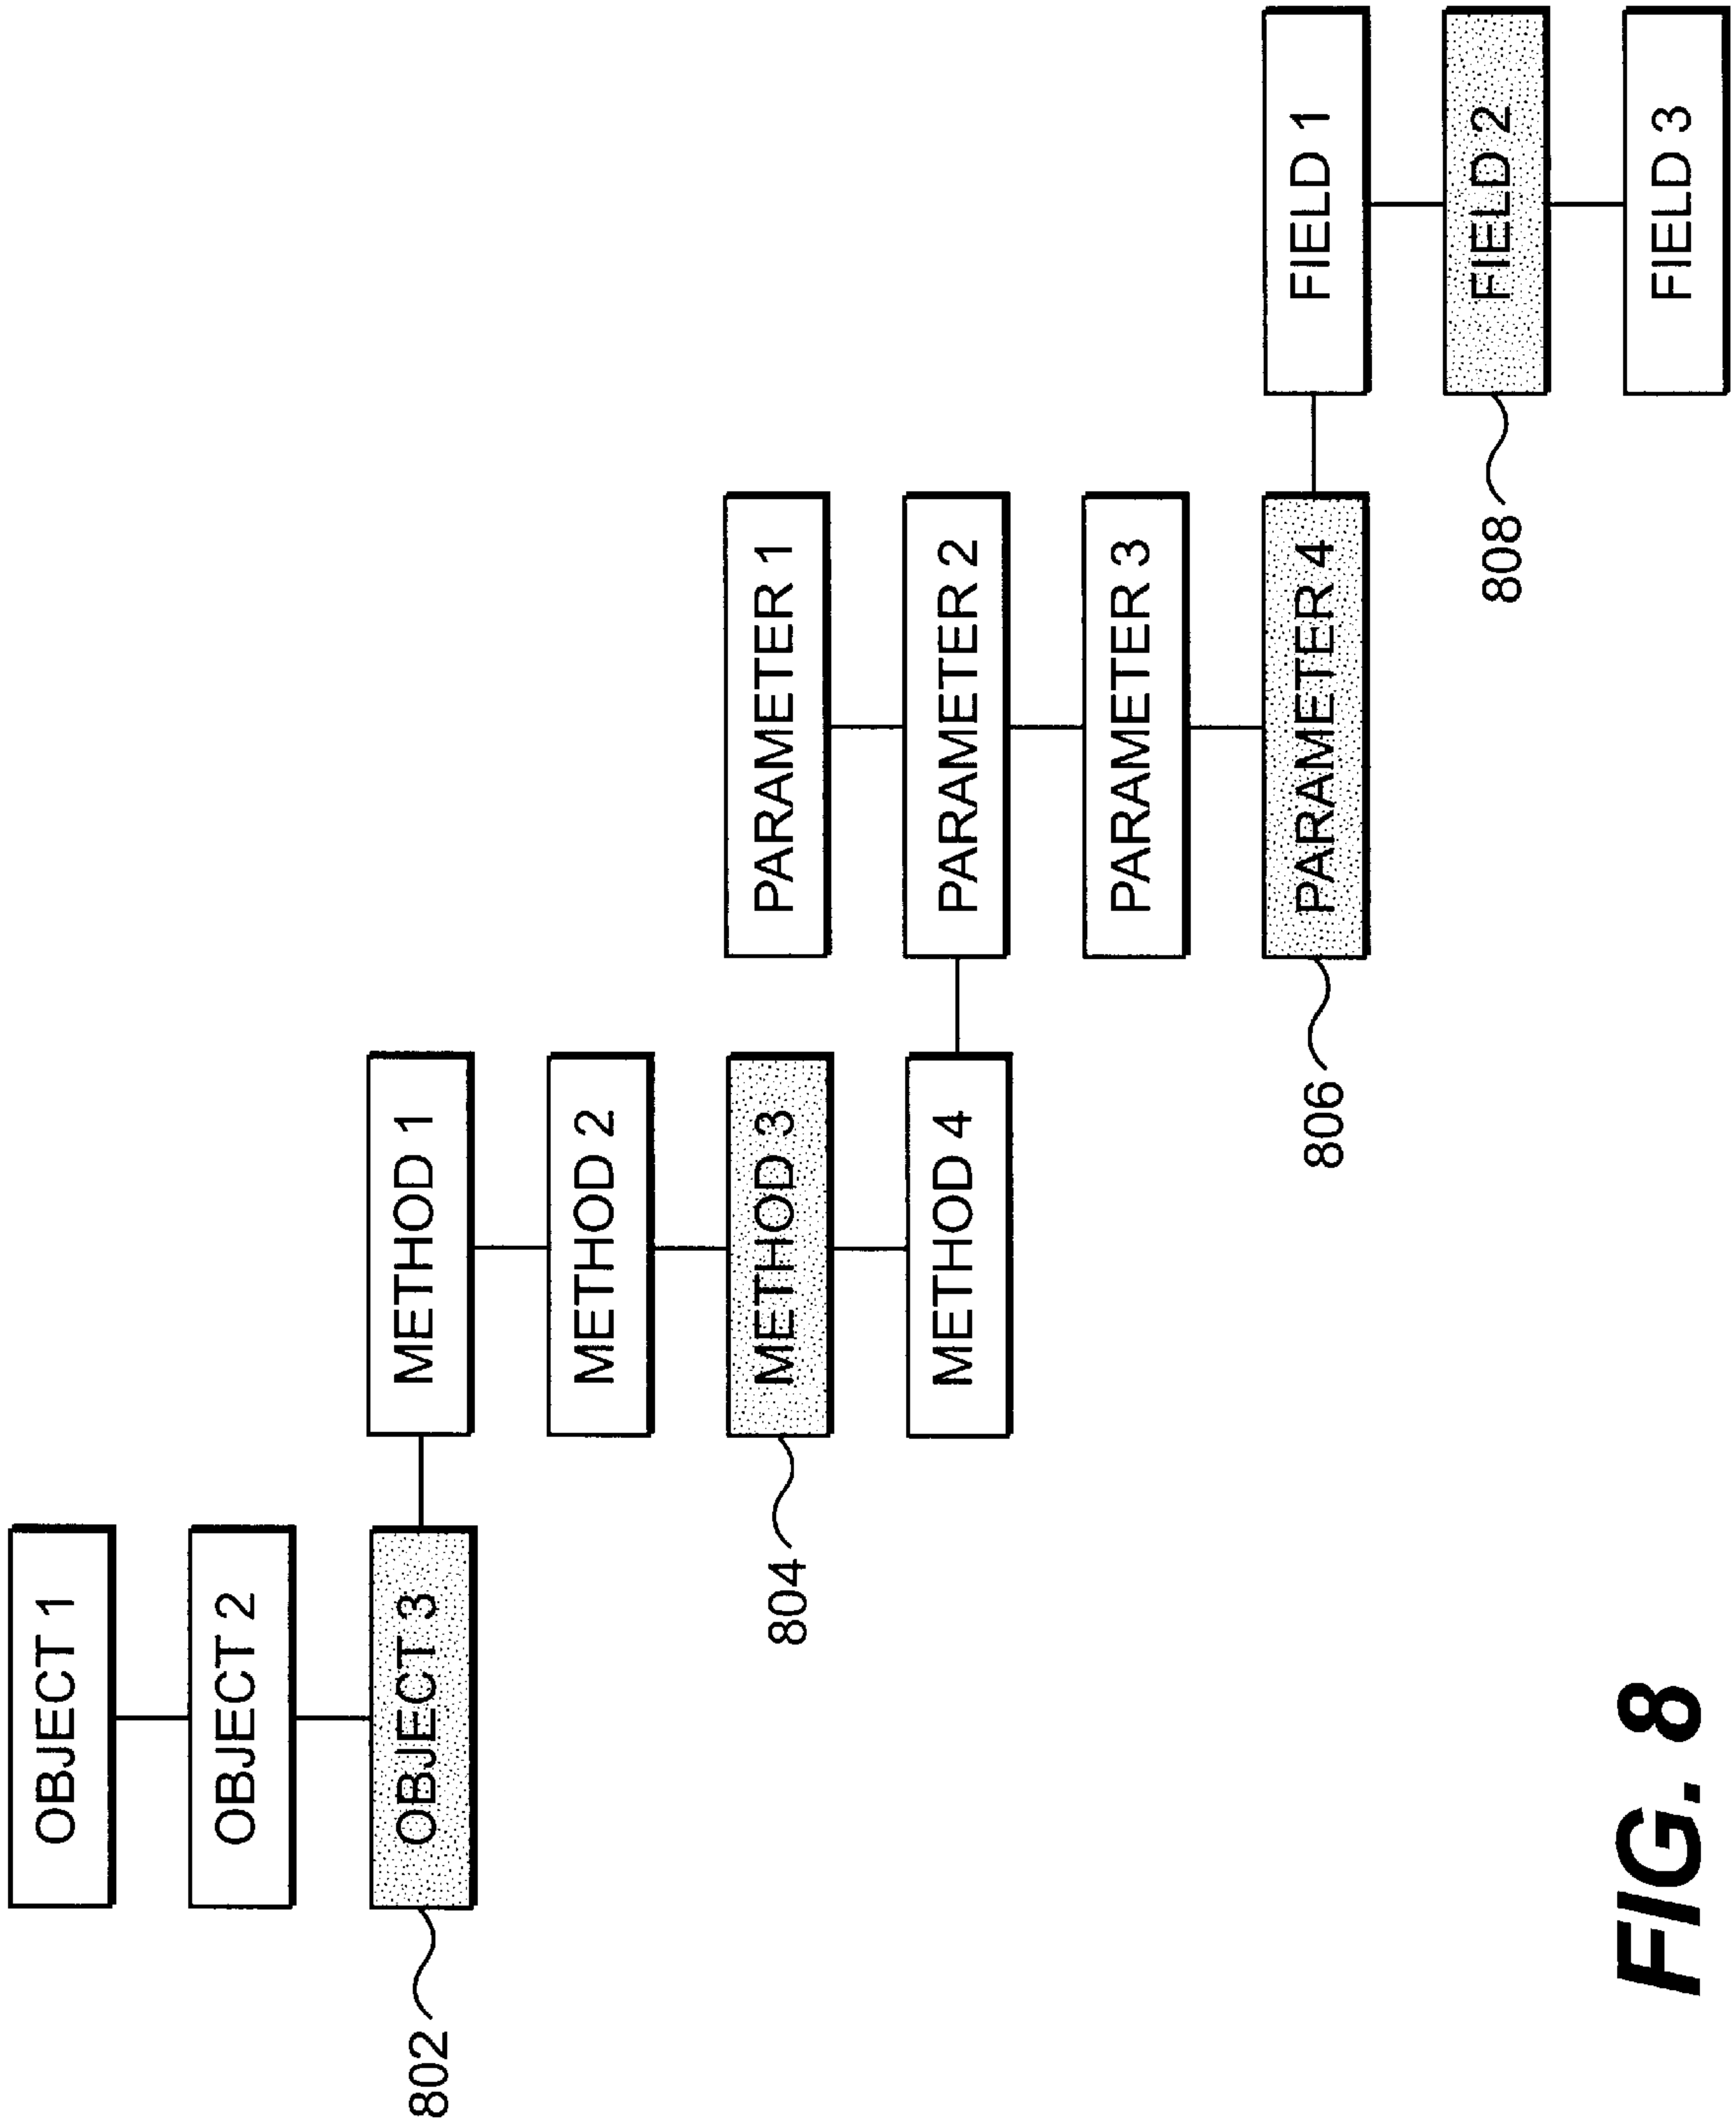 OBJECT 1
OBJECT 2
802
OBJECT 3
METHOD 1
METHOD 2
804
METHOD 3
METHOD 4
PARAMETER 1
PARAMETER 2
PARAMETER 3
806
PARAMETER 4
FIELD 1
808
FIELD 2
FIELD 3
FIG. 8